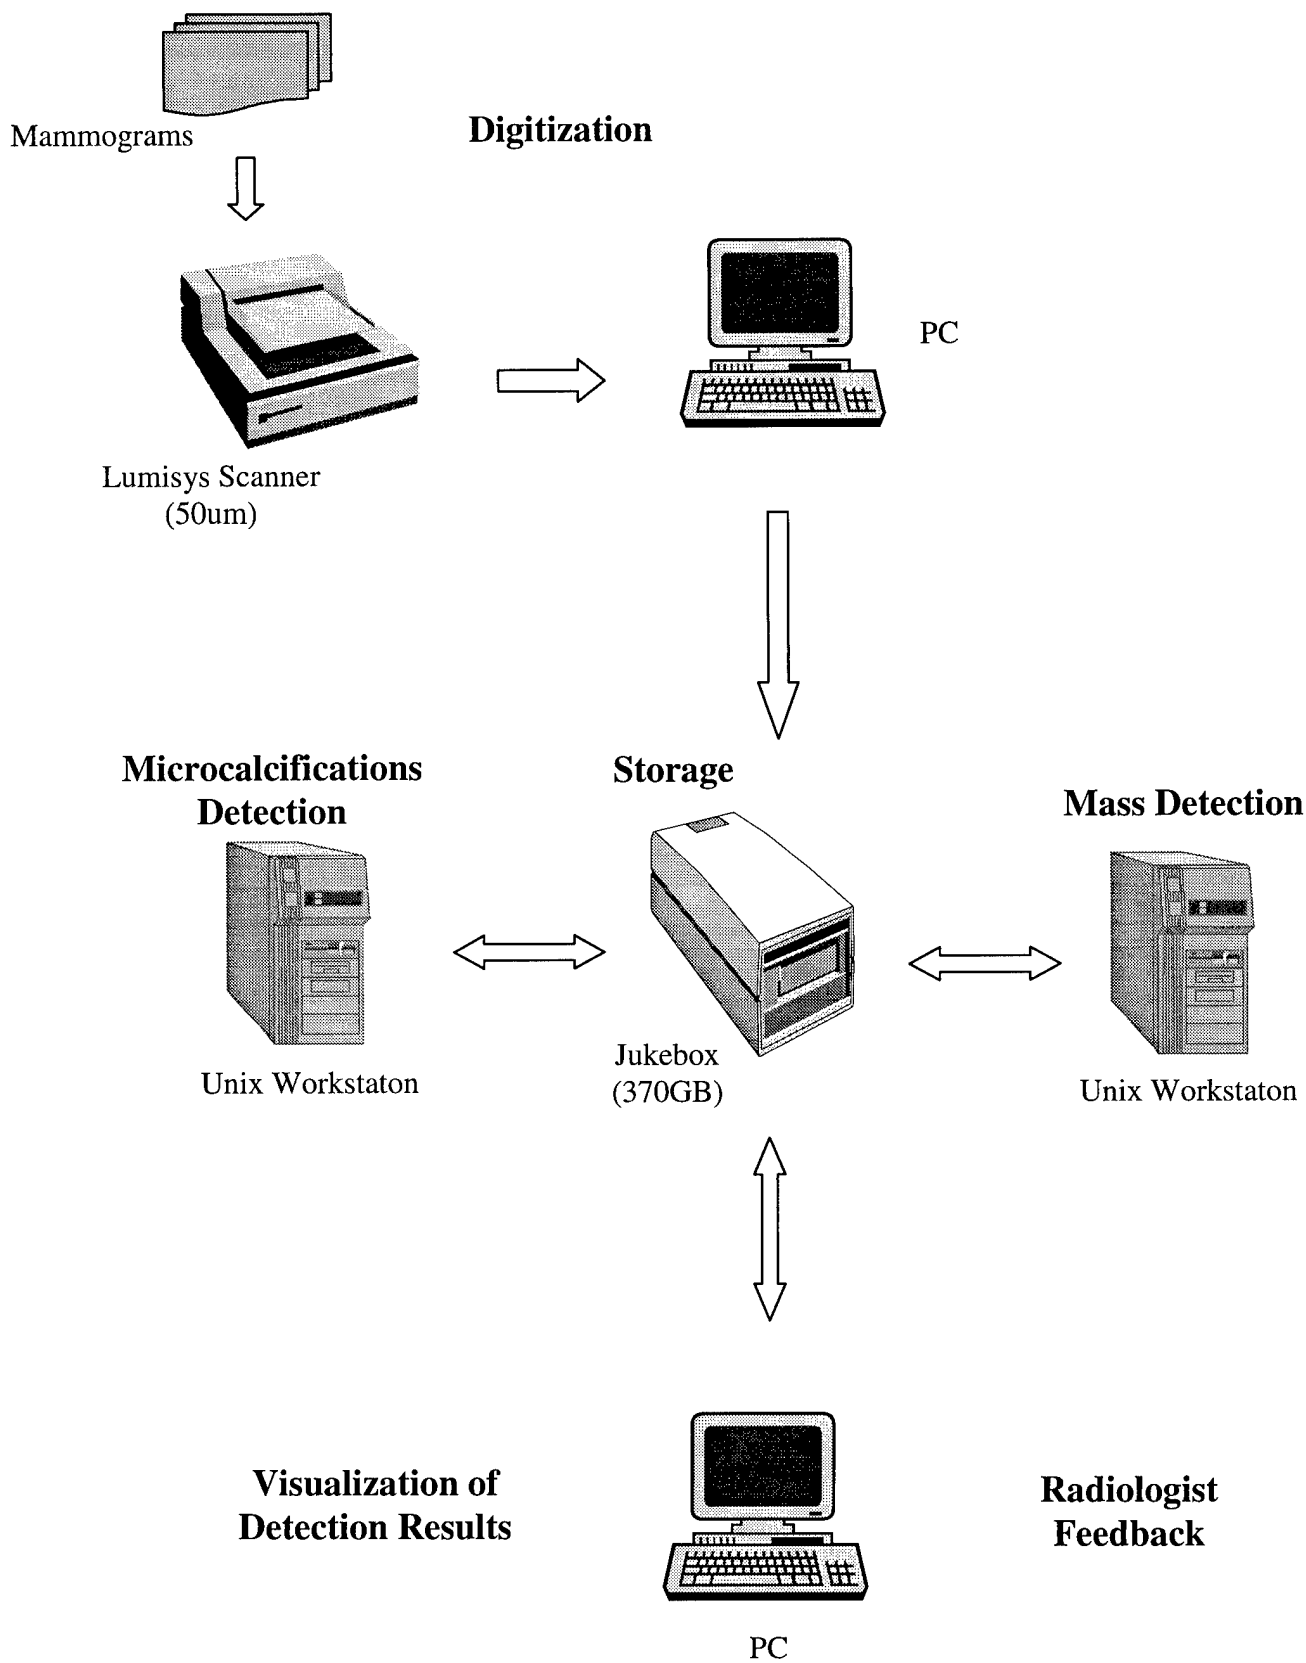 Mammograms
Digitization
PC
Lumisys Scanner
(50um)
Microcalcifications
Detection
Storage
Mass Detection
Unix Workstaton
Jukebox
(370GB)
Unix Workstaton
Visualization of
Detection Results
Radiologist
Feedback
PC